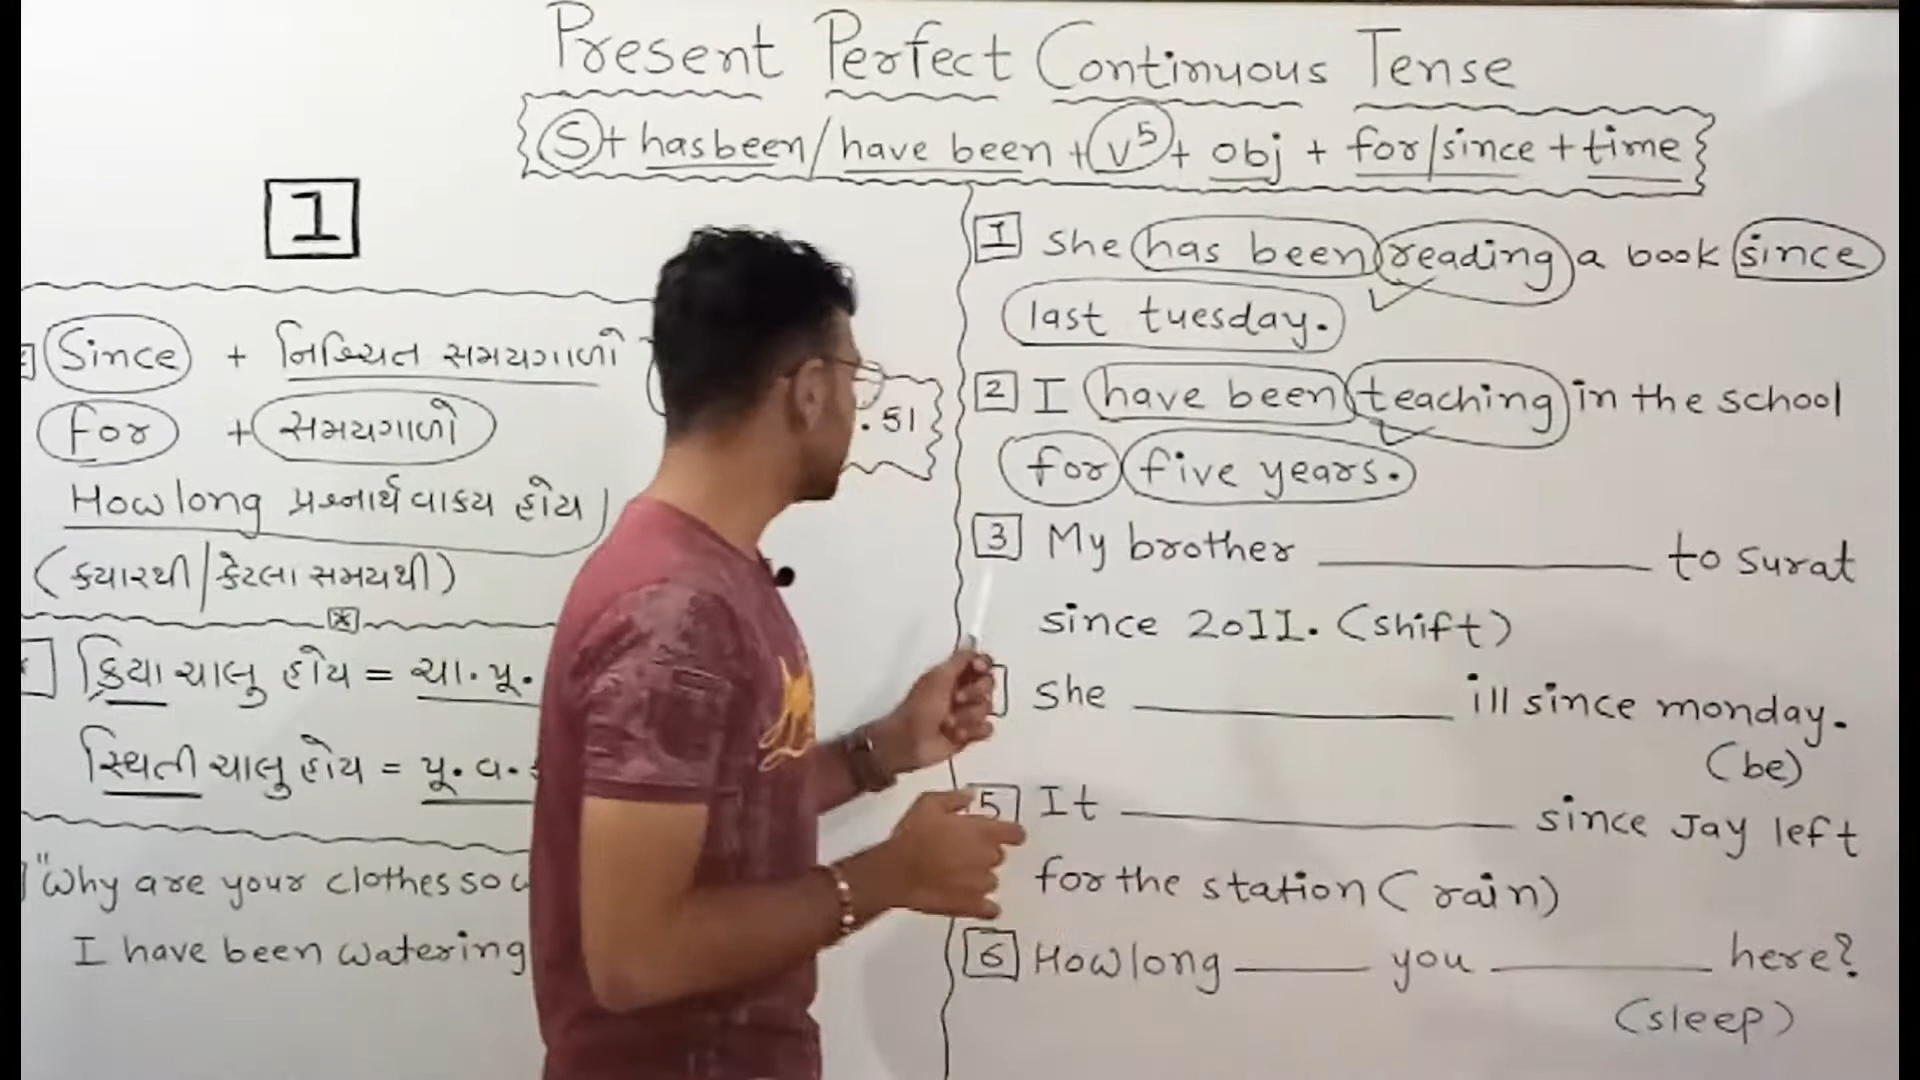 Present Perfect Continuous Tense
S + has been / have been + V5 + obj + for/since + time
1
Since + નિશ્ચિત સમયગાળો
for + સમયગાળો
How long પ્રશ્નાર્થ વાકય હોય
(કયારથી/કેટલા સમયથી)
ક્રિયા ચાલુ હોય = ચા. પૂ.
સ્થિતી ચાલુ હોય = પૂ. વ.
"Why are your clothes so
I have been watering
. 51
1 She has been reading a book since
last tuesday.
2 I have been teaching in the school
for five years.
3 My brother ________ to surat
since 2011. (shift)
She ________ ill since monday.
(be)
5 It ________ since Jay left
for the station (rain)
6 How long ____ you ______ here?
(sleep)